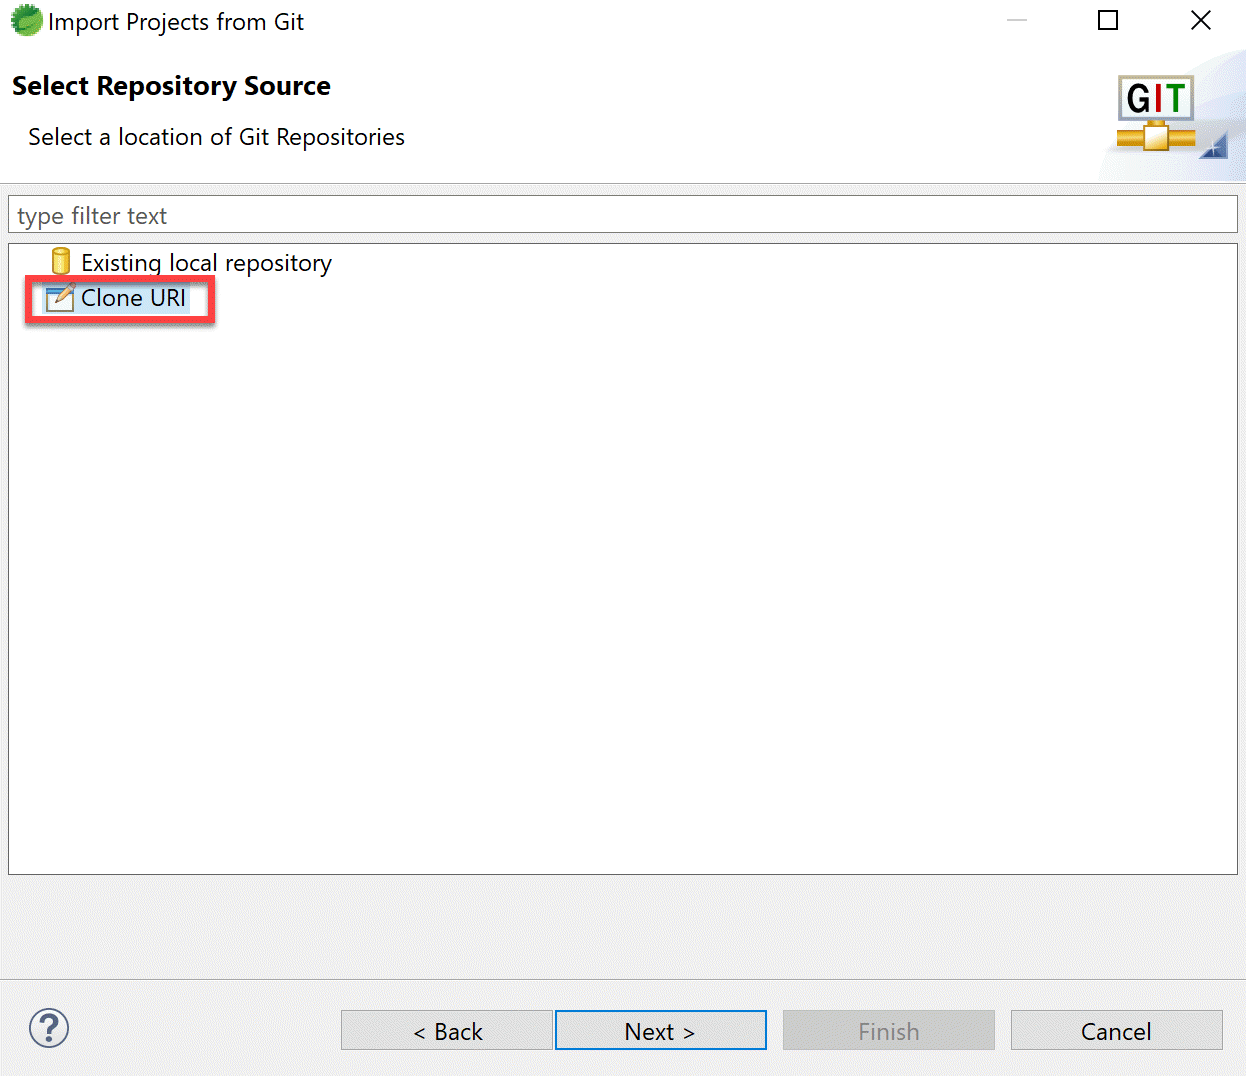 Import Projects from Git
Select Repository Source
Select a location of Git Repositories
GIT
type filter text
Existing local repository
Clone URI
?
< Back
Next >
Finish
Cancel